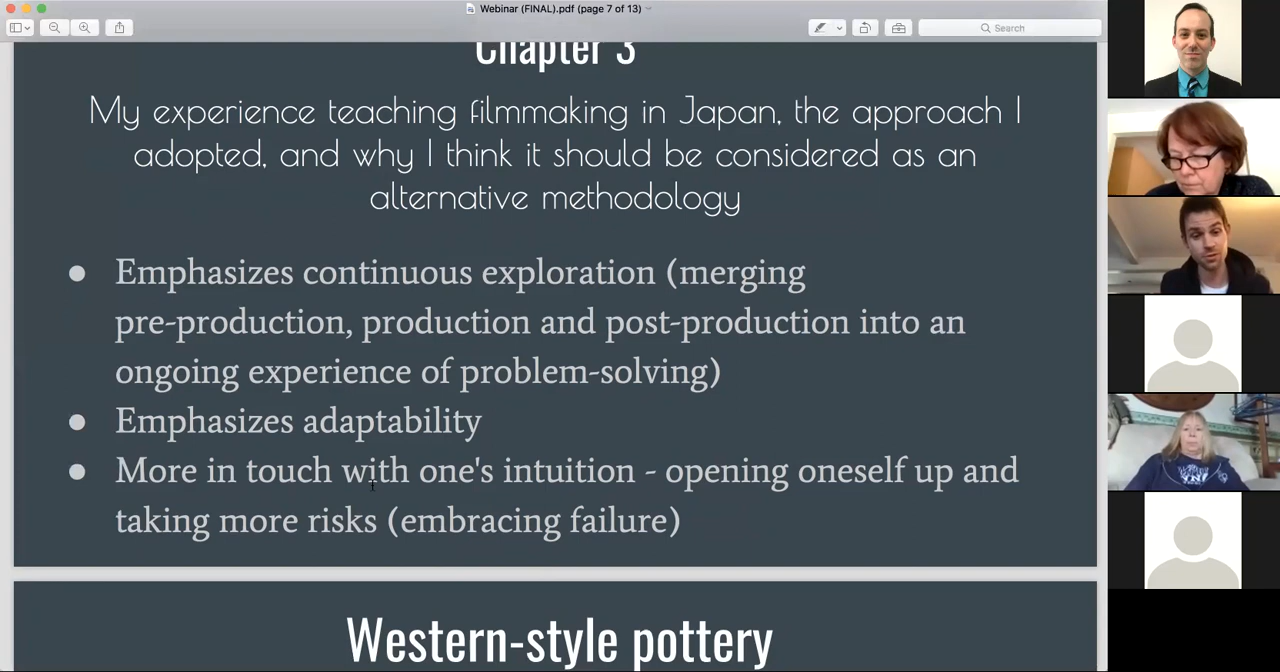 Webinar (FINAL).pdf (page 7 of 13)
Search
Chapter 3
My experience teaching filmmaking in Japan, the approach I
adopted, and why I think it should be considered as an
alternative methodology
● Emphasizes continuous exploration (merging
pre-production, production and post-production into an
ongoing experience of problem-solving)
● Emphasizes adaptability
● More in touch with one's intuition - opening oneself up and
taking more risks (embracing failure)
Western-style pottery